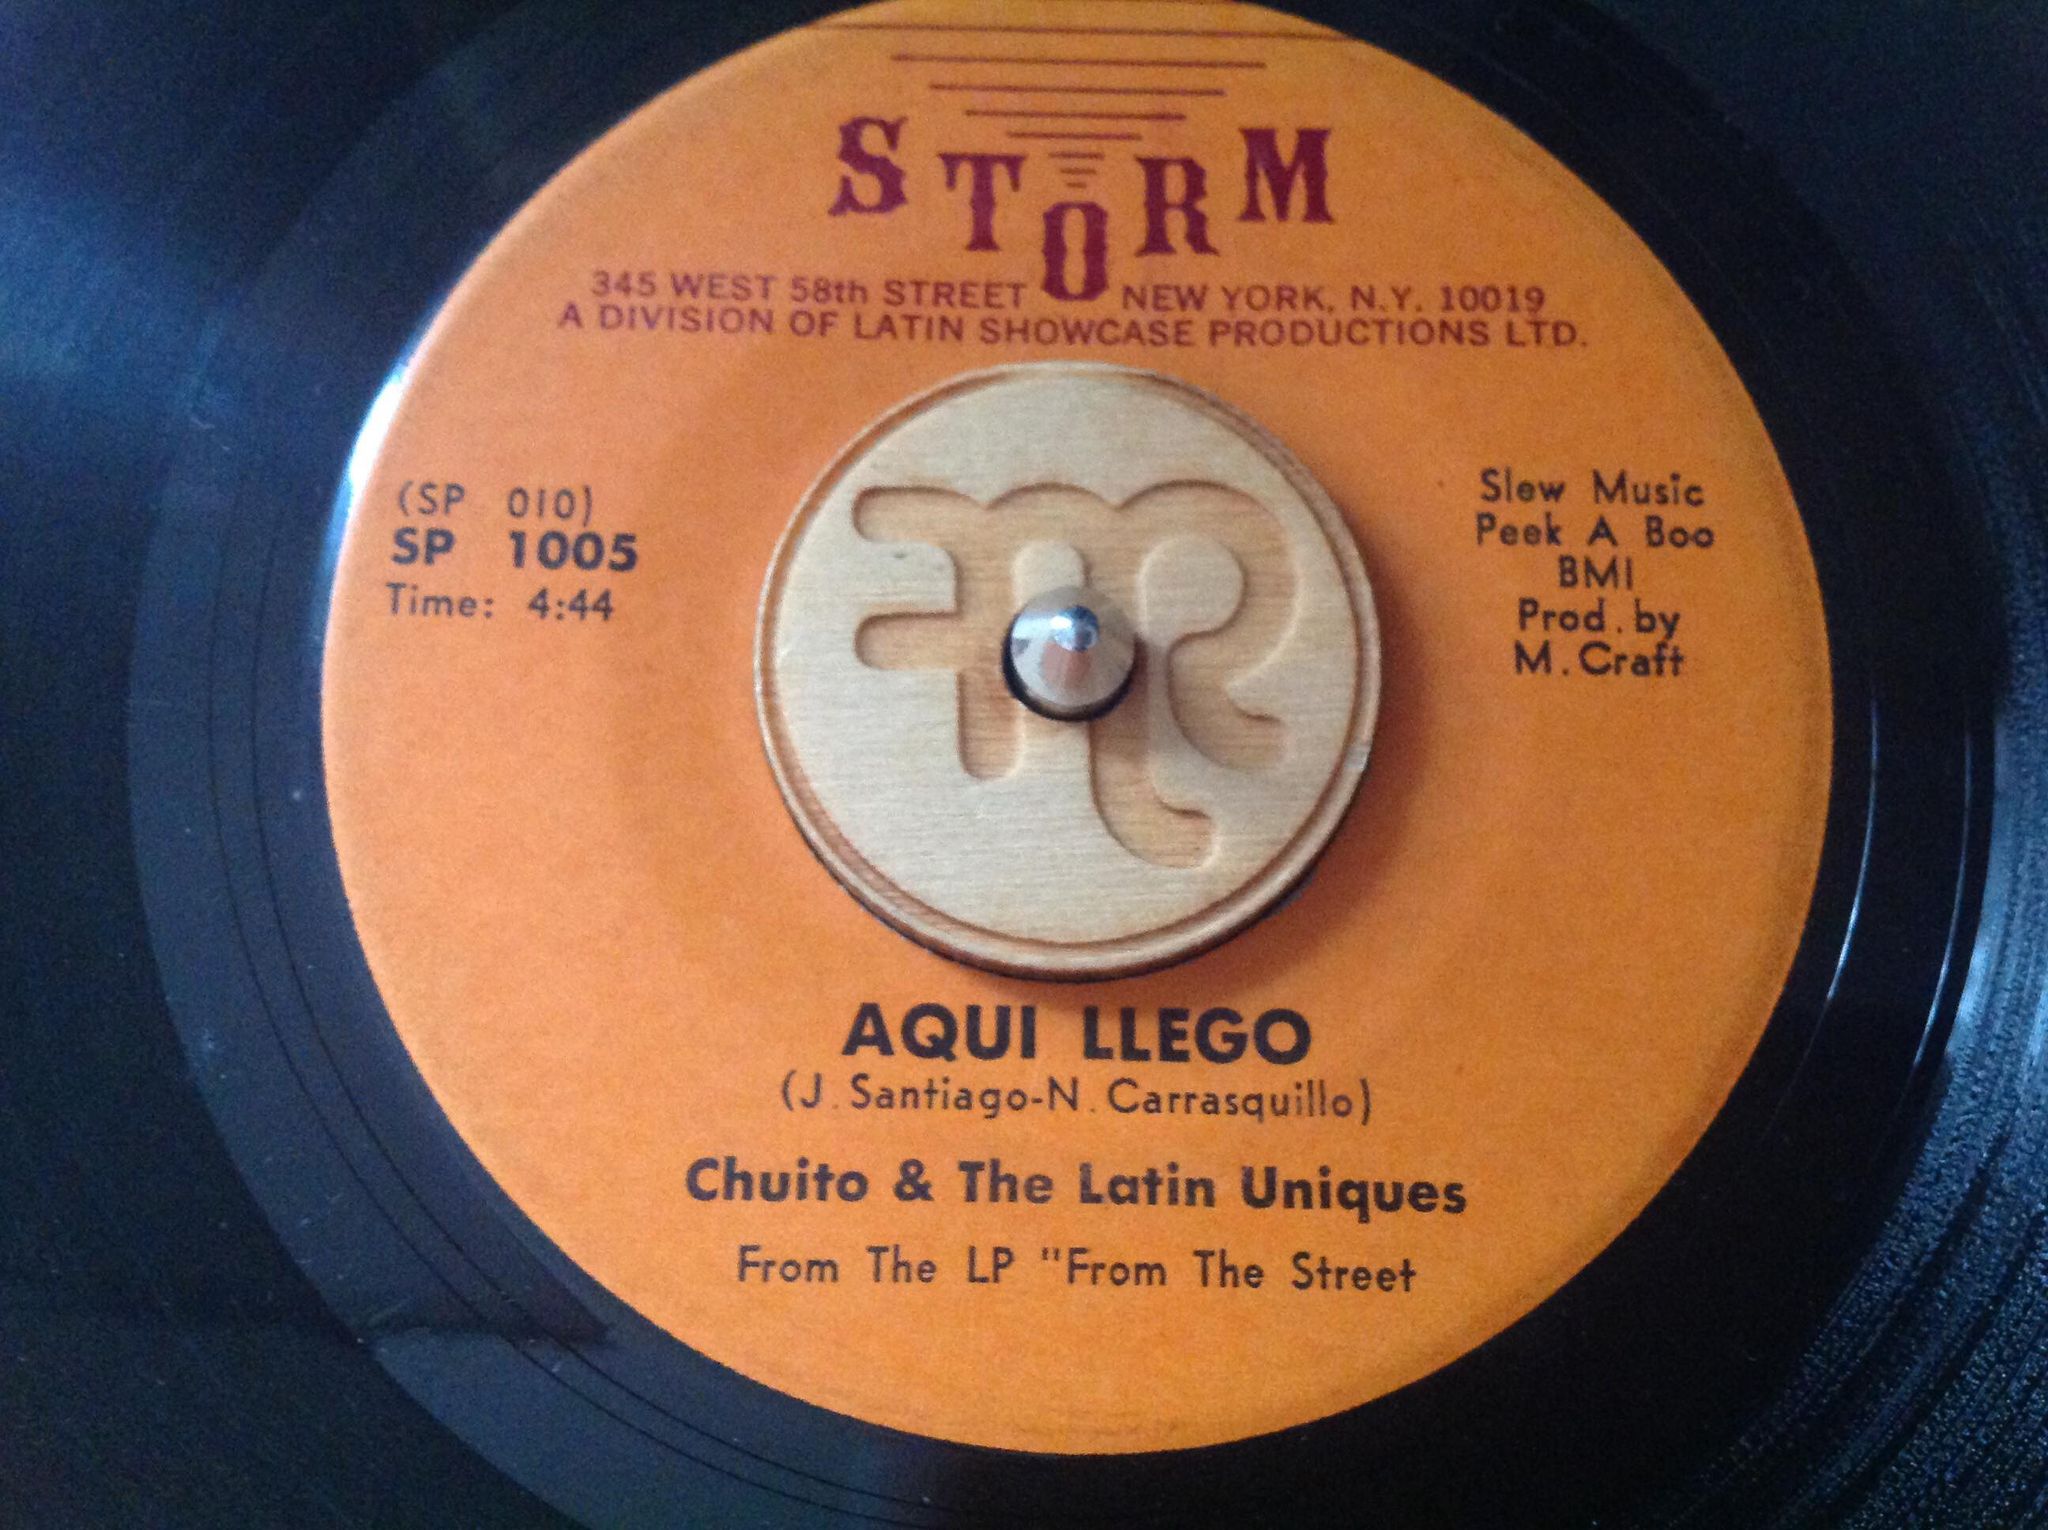 STORM
345 WEST 58th STREET NEW YORK, N.Y. 10019
A DIVISION OF LATIN SHOWCASE PRODUCTIONS LTD.
(SP 010)
SP 1005
Time: 4:44
Slew Music
Peek A Boo
BMI
Prod. by
M. Craft
AQUI LLEGO
(J. Santiago-N. Carrasquillo)
Chuito & The Latin Uniques
From The LP "From The Street